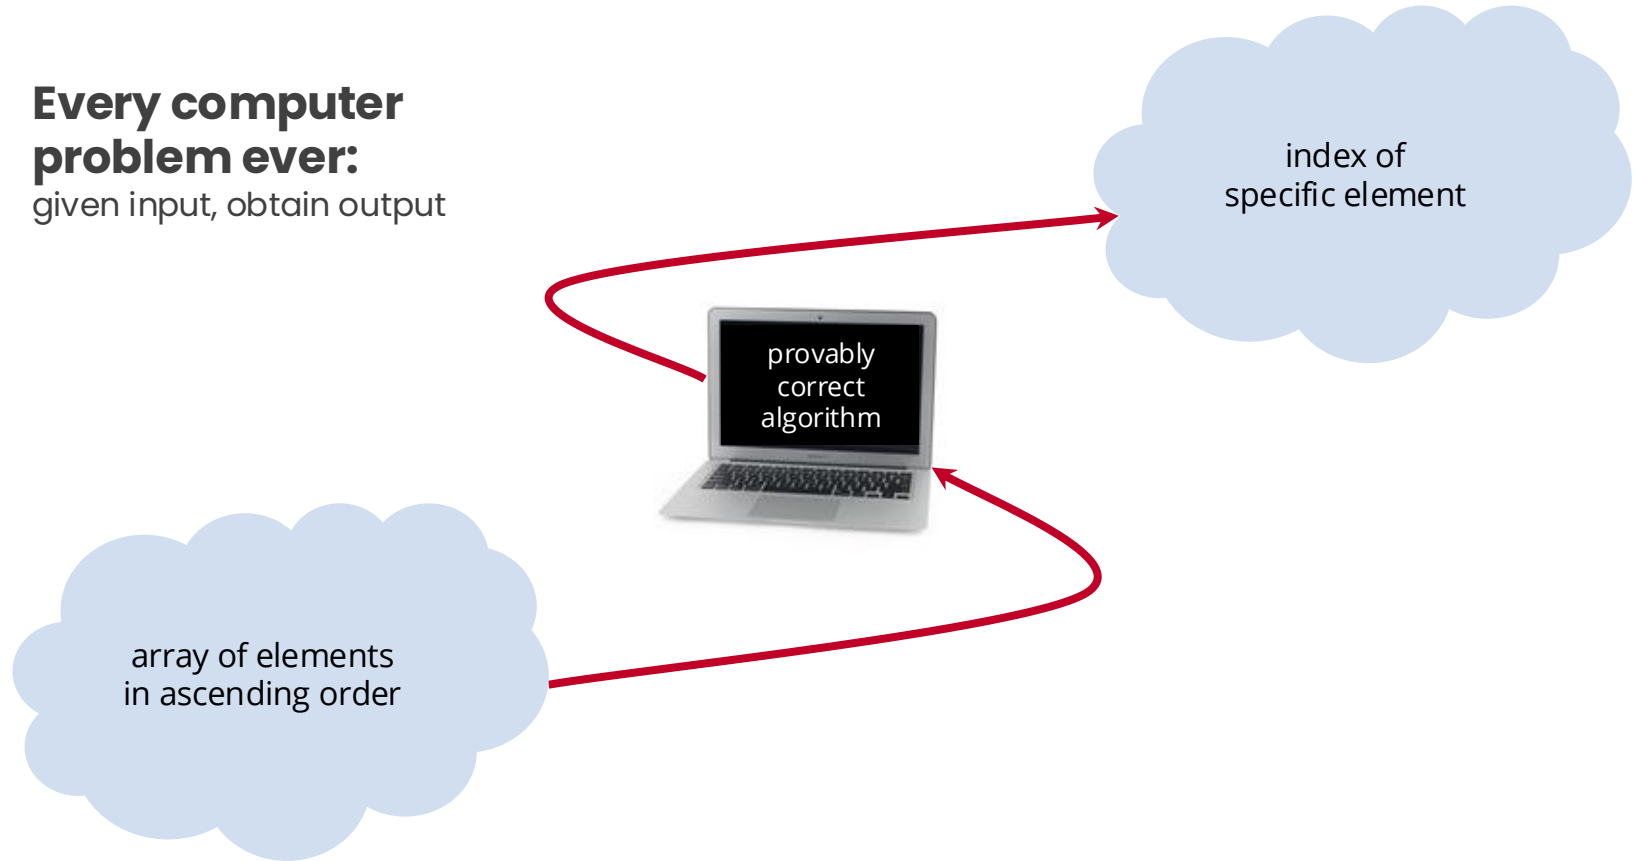 Every computer
problem ever:
given input, obtain output
index of
specific element
provably
correct
algorithm
array of elements
in ascending order